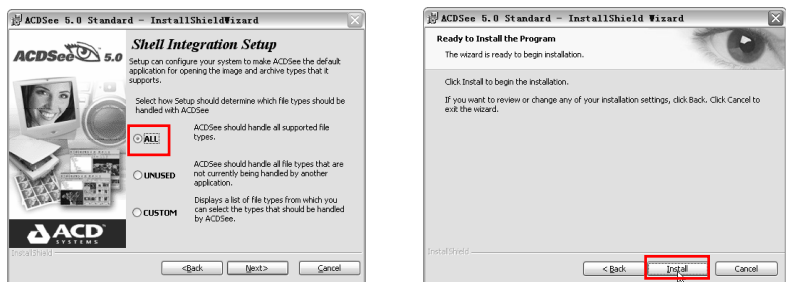 ACDSee 5.0 Standard - InstallShieldWizard
ACDSee 5.0
Shell Integration Setup
Setup can configure your system to make ACDSee the default
application for opening the image and archive types that it
supports.
Select how Setup should determine which file types should be
handled with ACDSee
ALL
ACDSee should handle all supported file
types.
UNUSED
ACDSee should handle all file types that are
not currently being handled by another
application.
CUSTOM
Displays a list of file types from which you
can select the types that should be handled
by ACDSee.
ACD
SYSTEMS
InstallShield
<Back
Next>
Cancel
ACDSee 5.0 Standard - InstallShield Wizard
Ready to Install the Program
The wizard is ready to begin installation.
Click Install to begin the installation.
If you want to review or change any of your installation settings, click Back. Click Cancel to
exit the wizard.
InstallShield
< Back
Install
Cancel